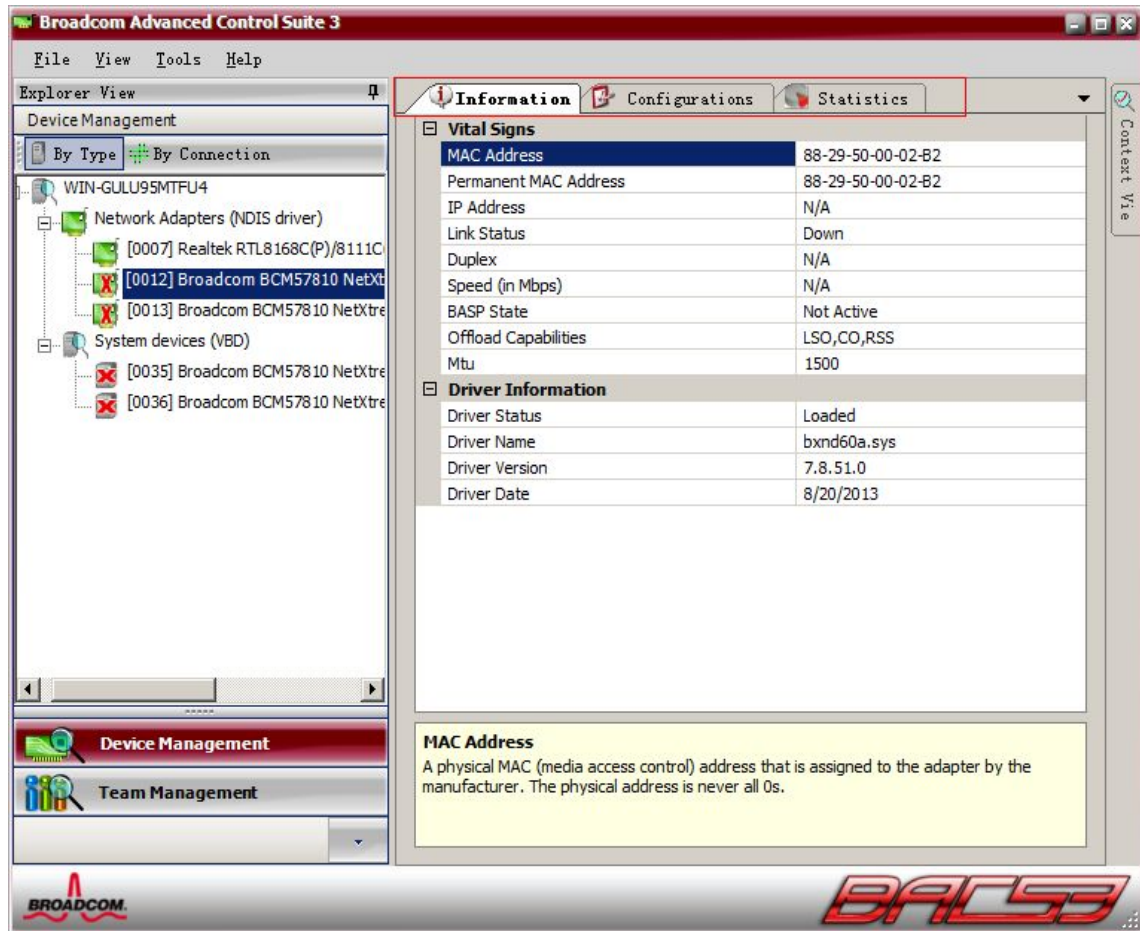 Broadcom Advanced Control Suite 3
File View Tools Help
Explorer View
Device Management
By Type By Connection
WIN-GULU95MTFU4
Network Adapters (NDIS driver)
[0007] Realtek RTL8168C(P)/8111C
[0012] Broadcom BCM57810 NetXt
[0013] Broadcom BCM57810 NetXtre
System devices (VBD)
[0035] Broadcom BCM57810 NetXtre
[0036] Broadcom BCM57810 NetXtre
Device Management
Team Management
Information Configurations Statistics
Vital Signs
MAC Address 88-29-50-00-02-B2
Permanent MAC Address 88-29-50-00-02-B2
IP Address N/A
Link Status Down
Duplex N/A
Speed (in Mbps) N/A
BASP State Not Active
Offload Capabilities LSO,CO,RSS
Mtu 1500
Driver Information
Driver Status Loaded
Driver Name bxnd60a.sys
Driver Version 7.8.51.0
Driver Date 8/20/2013
MAC Address
A physical MAC (media access control) address that is assigned to the adapter by the
manufacturer. The physical address is never all 0s.
Context Vie
BROADCOM.
BACS3